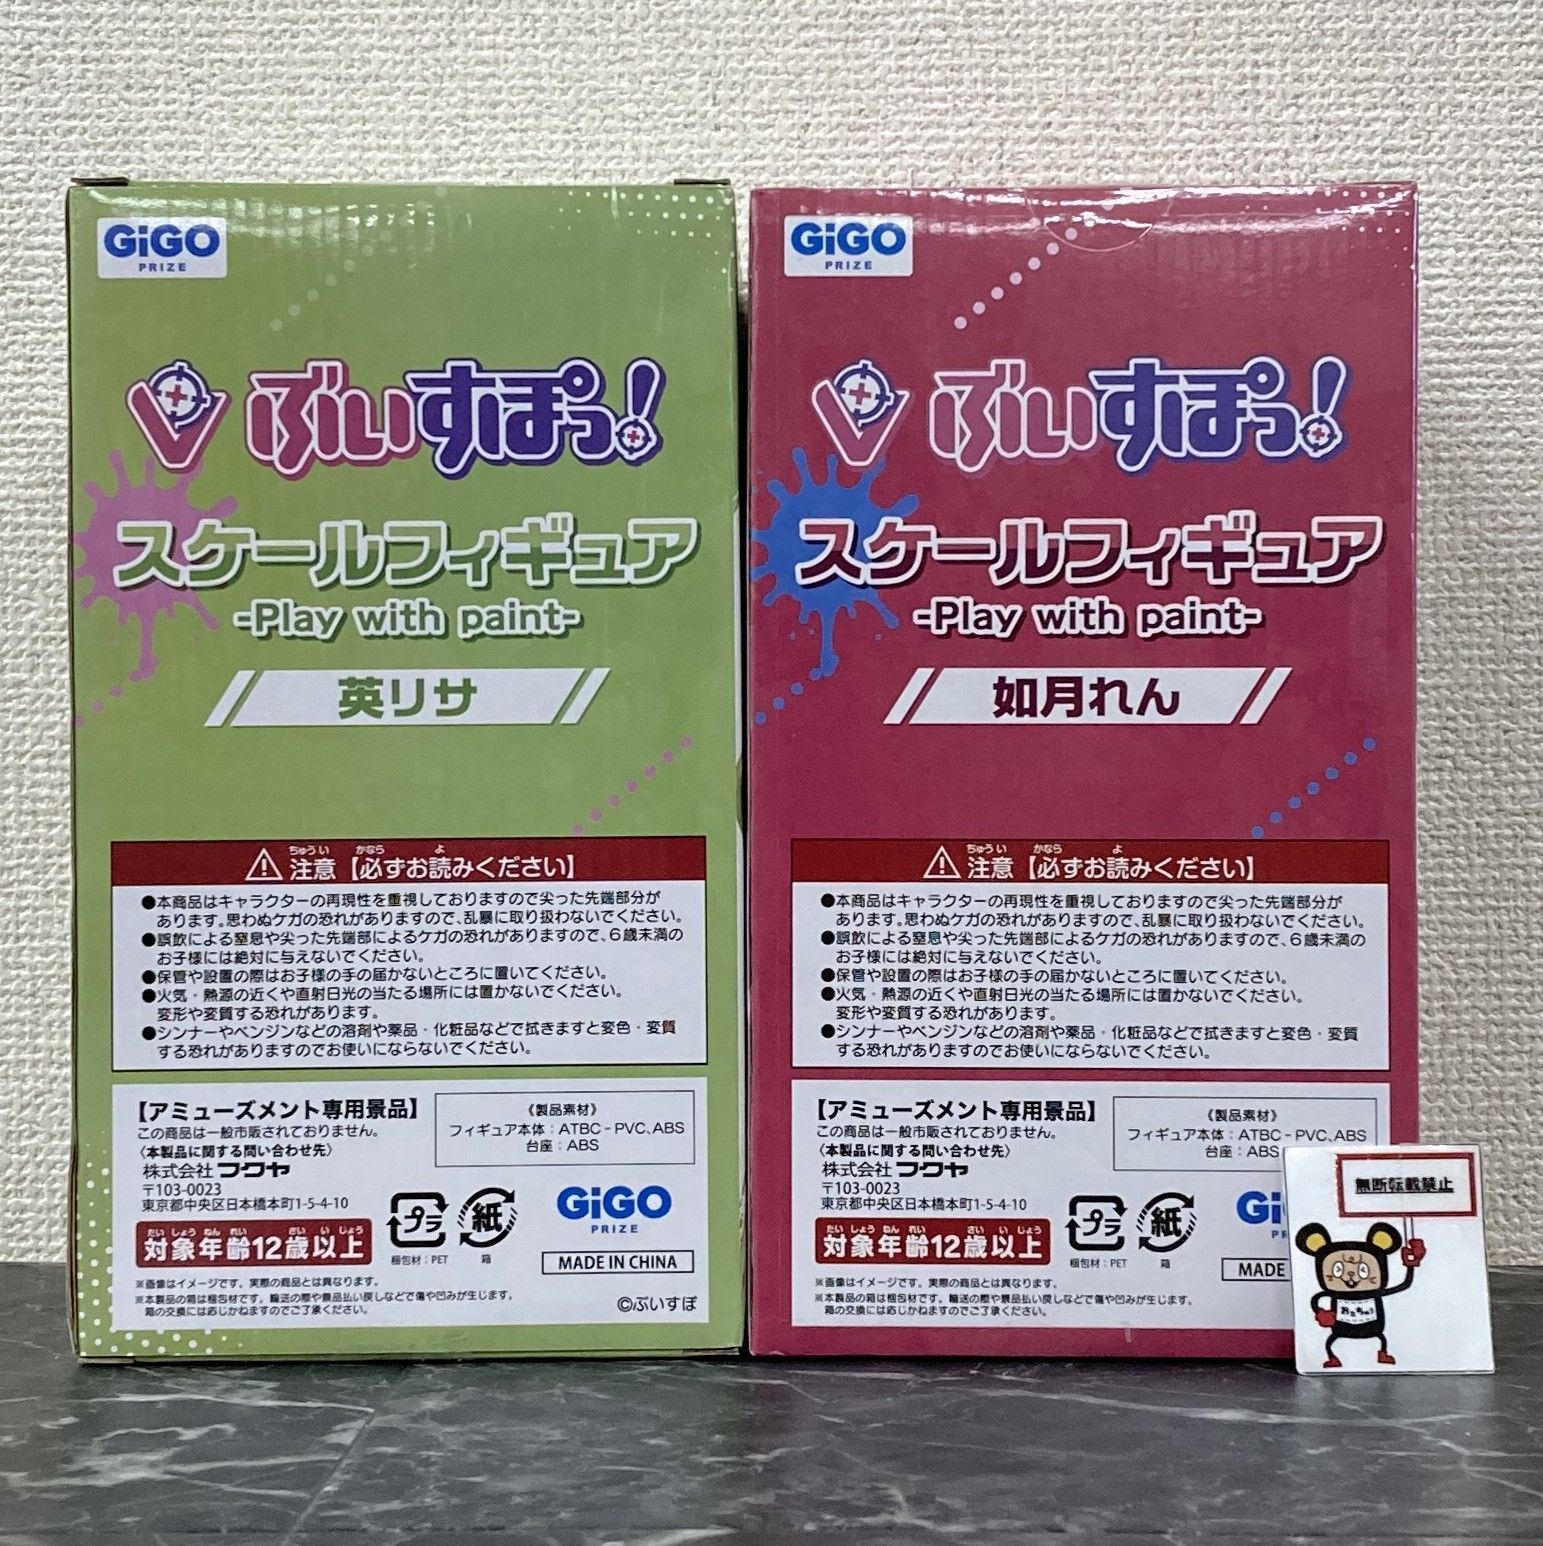 GiGO
PRIZE
ぶいすぽっ!
スケールフィギュア
-Play with paint-
英リサ
注意【必ずお読みください】
●本商品はキャラクターの再現性を重視しておりますので尖った先端部分が
あります。思わぬケガの恐れがありますので、乱暴に取り扱わないでください。
●誤飲による窒息や尖った先端部によるケガの恐れがありますので、6歳未満の
お子様には絶対に与えないでください。
●保管や設置の際はお子様の手の届かないところに置いてください。
●火気・熱源の近くや直射日光の当たる場所には置かないでください。
変形や変質する恐れがあります。
●シンナーやベンジンなどの溶剤や薬品・化粧品などで拭きますと変色・変質
する恐れがありますのでお使いにならないでください。
【アミューズメント専用景品】
この商品は一般市販されておりません。
〈本製品に関する問い合わせ先〉
株式会社フクヤ
〒103-0023
東京都中央区日本橋本町1-5-4-10
対象年齢12歳以上
《製品素材》
フィギュア本体：ATBC-PVC、ABS
台座：ABS
プラ
梱包材：PET
紙
箱
GiGO
PRIZE
MADE IN CHINA
※画像はイメージです。実際の商品とは異なります。
※本製品の箱は梱包材です。輸送の際や景品払い戻しなどで傷や凹みが生じます。
箱の交換には応じかねますのでご了承ください。
©ぶいすぽ
GiGO
PRIZE
ぶいすぽっ!
スケールフィギュア
-Play with paint-
如月れん
注意【必ずお読みください】
●本商品はキャラクターの再現性を重視しておりますので尖った先端部分が
あります。思わぬケガの恐れがありますので、乱暴に取り扱わないでください。
●誤飲による窒息や尖った先端部によるケガの恐れがありますので、6歳未満の
お子様には絶対に与えないでください。
●保管や設置の際はお子様の手の届かないところに置いてください。
●火気・熱源の近くや直射日光の当たる場所には置かないでください。
変形や変質する恐れがあります。
●シンナーやベンジンなどの溶剤や薬品・化粧品などで拭きますと変色・変質
する恐れがありますのでお使いにならないでください。
【アミューズメント専用景品】
この商品は一般市販されておりません。
〈本製品に関する問い合わせ先〉
株式会社フクヤ
〒103-0023
東京都中央区日本橋本町1-5-4-10
対象年齢12歳以上
《製品素材》
フィギュア本体：ATBC-PVC、ABS
台座：ABS
プラ
梱包材：PET
紙
箱
MADE
※画像はイメージです。実際の商品とは異なります。
※本製品の箱は梱包材です。輸送の際や景品払い戻しなどで傷や凹みが生じます。
箱の交換には応じかねますのでご了承ください。
無断転載禁止